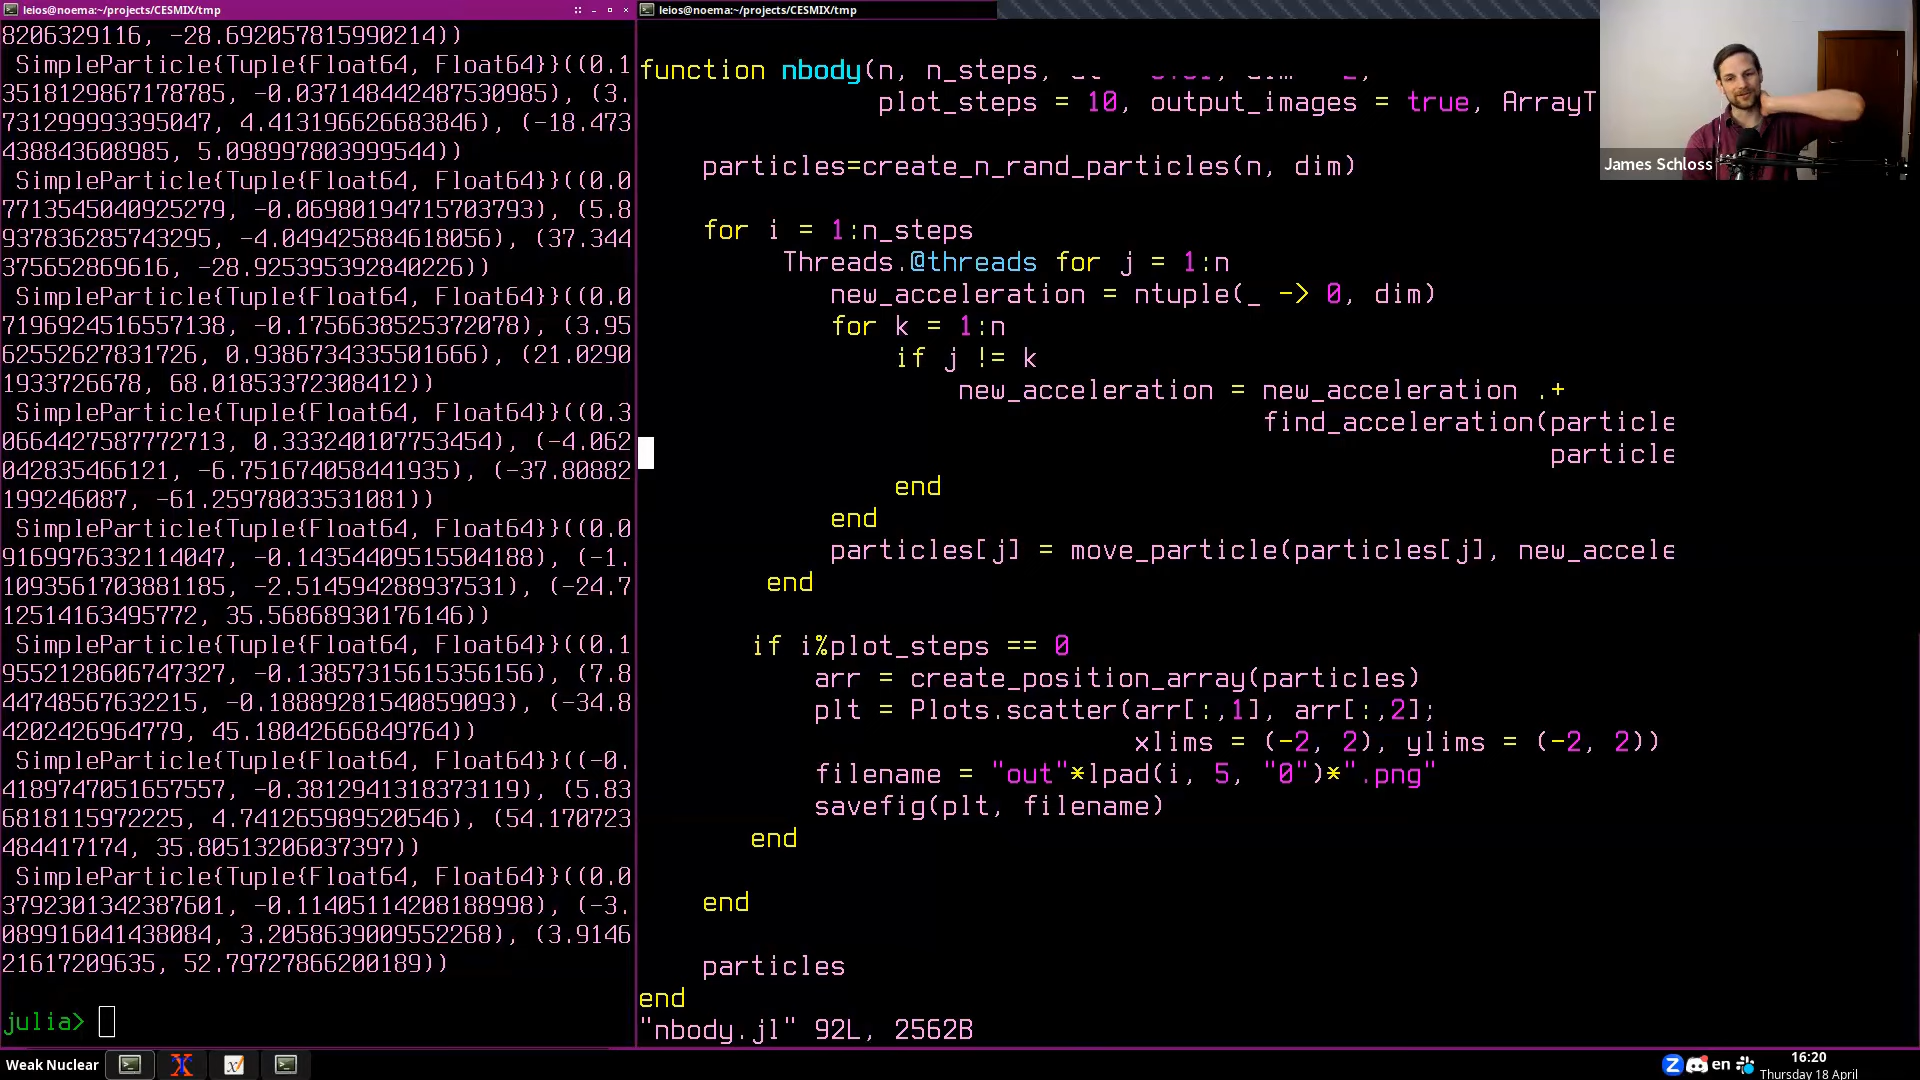 leios@noema:~/projects/CESMIX/tmp
8206329116, -28.692057815990214))
SimpleParticle{Tuple{Float64, Float64}}((0.1
35181298671787​85, -0.037148442487530985), (3.
731299993395047, 4.413196626683846), (-18.473
438843608985, 5.0989978039995​44))
SimpleParticle{Tuple{Float64, Float64}}((0.0
7713545040925279, -0.06980194715703793), (5.8
937836285743295, -4.049425884618056), (37.344
375652869616, -28.925395392840226))
SimpleParticle{Tuple{Float64, Float64}}((0.0
71969245165571​38, -0.1756638525372078), (3.95
62552627831726, 0.93867343355​01666), (21.0290
1933726678, 68.01853372308412))
SimpleParticle{Tuple{Float64, Float64}}((0.3
0664427587772713, 0.333240107753454), (-4.062
042835466121, -6.751674058441935), (-37.80882
199246087, -61.25978033531081))
SimpleParticle{Tuple{Float64, Float64}}((0.0
9169976332114047, -0.14354409515504188), (-1.
1093561703881185, -2.514594288937531), (-24.7
12514163495772, 35.56868930176146))
SimpleParticle{Tuple{Float64, Float64}}((0.1
9552128606747327, -0.13857315615356156), (7.8
44748567632215, -0.18889281540859093), (-34.8
4202426964779, 45.18042666849764))
SimpleParticle{Tuple{Float64, Float64}}((-0.
4189747051657557, -0.3812941318373119), (5.83
6818115972225, 4.741265989520546), (54.170723
484417174, 35.80513206037397))
SimpleParticle{Tuple{Float64, Float64}}((0.0
3792301342387601, -0.11405114208188998), (-3.
0899160414380​84, 3.2058639009552268), (3.9146
21617209635, 52.79727866200189))
julia>
leios@noema:~/projects/CESMIX/tmp
function nbody(n, n_steps,
plot_steps = 10, output_images = true, ArrayT
particles=create_n_rand_particles(n, dim)
for i = 1:n_steps
Threads.@threads for j = 1:n
new_acceleration = ntuple(_ -> 0, dim)
for k = 1:n
if j != k
new_acceleration = new_acceleration .+
find_acceleration(particle
particle
end
end
particles[j] = move_particle(particles[j], new_accele
end
if i%plot_steps == 0
arr = create_position_array(particles)
plt = Plots.scatter(arr[:,1], arr[:,2];
xlims = (-2, 2), ylims = (-2, 2))
filename = "out"*lpad(i, 5, "0")*".png"
savefig(plt, filename)
end
end
particles
end
"nbody.jl" 92L, 2562B
James Schloss
Weak Nuclear
en
16:20
Thursday 18 April